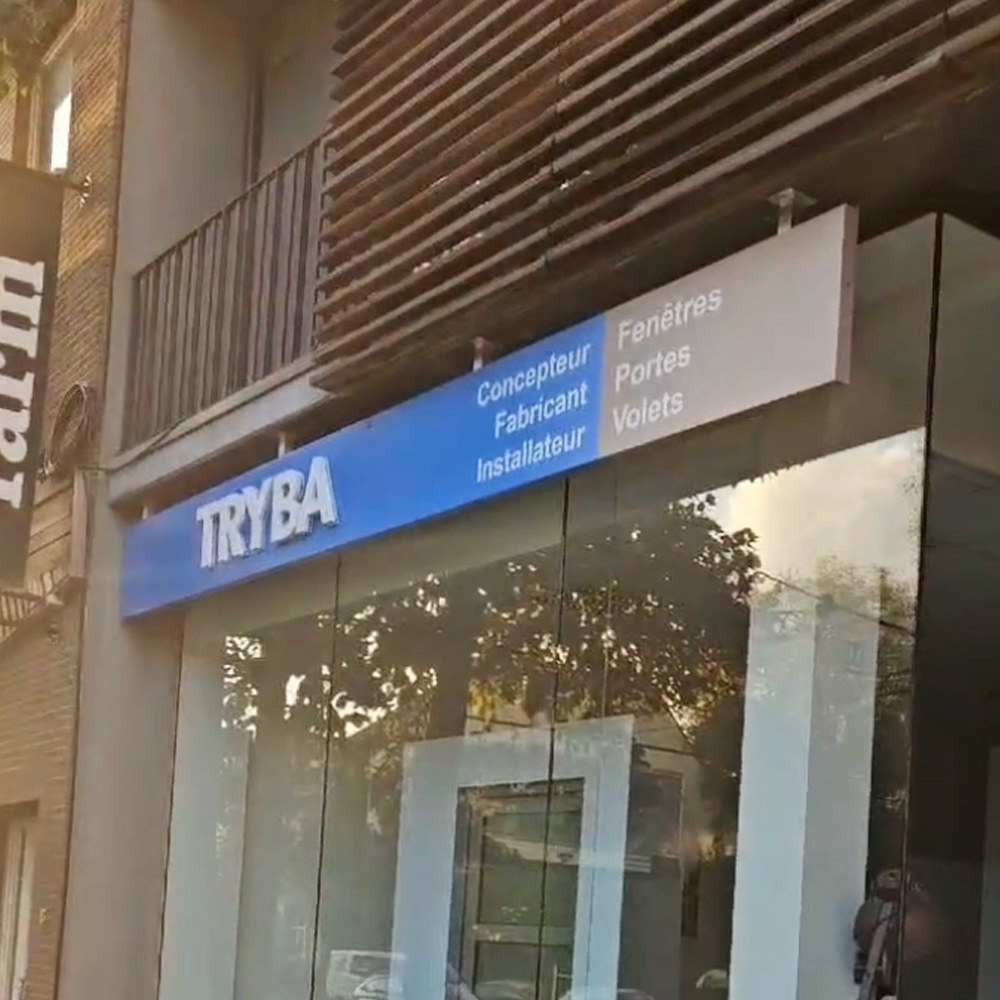 TRYBA
Concepteur
Fabricant
Installateur
Fenêtres
Portes
Volets